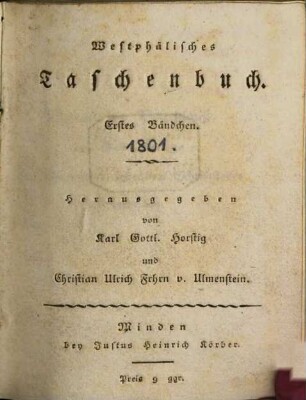 Westphälisches
Taschenbuch.
Erstes Bändchen.
1801.
Herausgegeben
von
Karl Gottl. Horstig
und
Christian Ulrich Frhrn v. Ulmenstein.
Minden
bey Justus Heinrich Körber.
Preis 9 ggr.